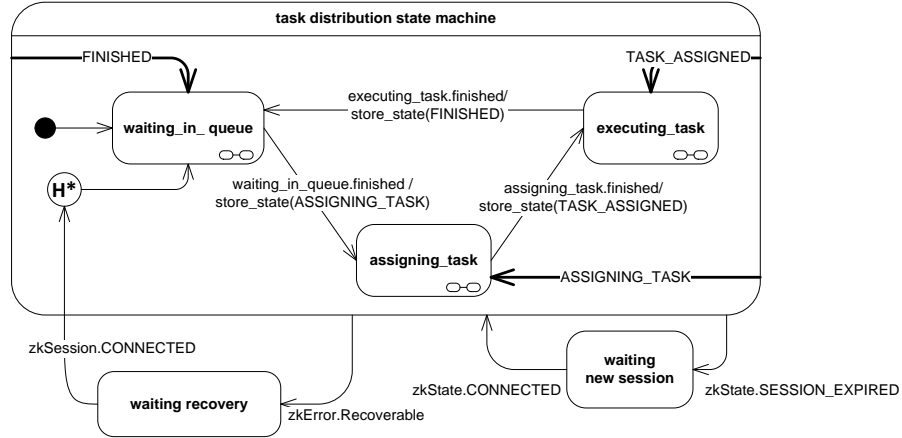 task distribution state machine
FINISHED
TASK_ASSIGNED
executing_task.finished/
store_state(FINISHED)
waiting_in_ queue
executing_task
H*
waiting_in_queue.finished /
store_state(ASSIGNING_TASK)
assigning_task.finished/
store_state(TASK_ASSIGNED)
assigning_task
ASSIGNING_TASK
zkSession.CONNECTED
waiting
new session
zkState.CONNECTED
zkState.SESSION_EXPIRED
waiting recovery
zkError.Recoverable